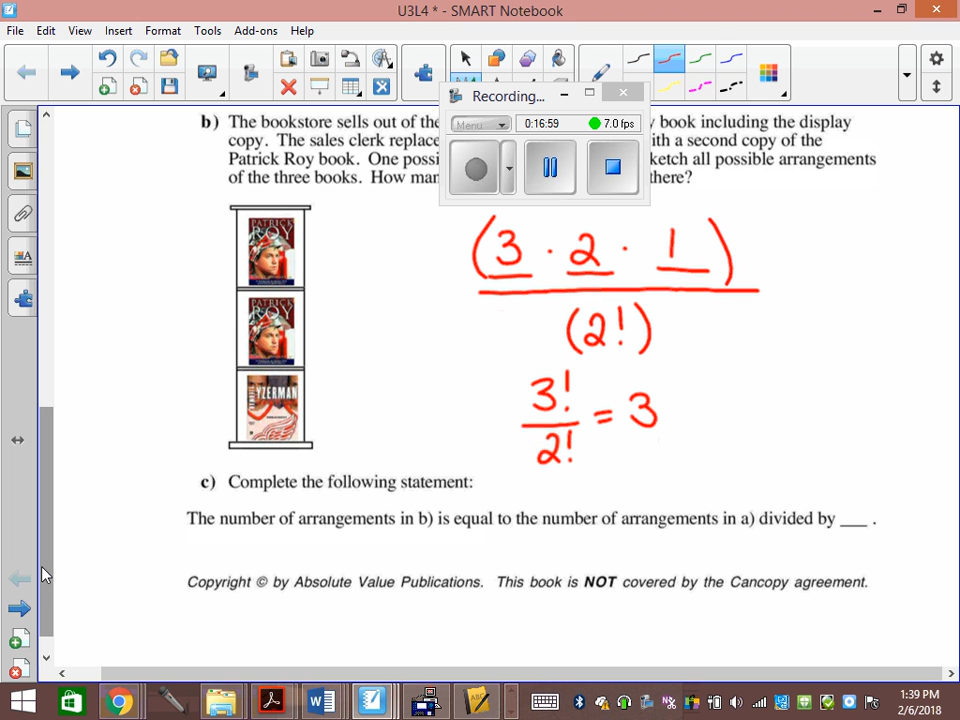 U3L4 * - SMART Notebook
File Edit View Insert Format Tools Add-ons Help
Recording...
Menu 0:16:59 7.0 fps
b) The bookstore sells out of the y book including the display
copy. The sales clerk replace ith a second copy of the
Patrick Roy book. One possi ketch all possible arrangements
of the three books. How man there?
PATRICK
ROY
PATRICK
ROY
YZERMAN
(3 · 2 · 1)
(2!)
3!
2!
= 3
c) Complete the following statement:
The number of arrangements in b) is equal to the number of arrangements in a) divided by ___ .
Copyright © by Absolute Value Publications. This book is NOT covered by the Cancopy agreement.
1:39 PM
2/6/2018